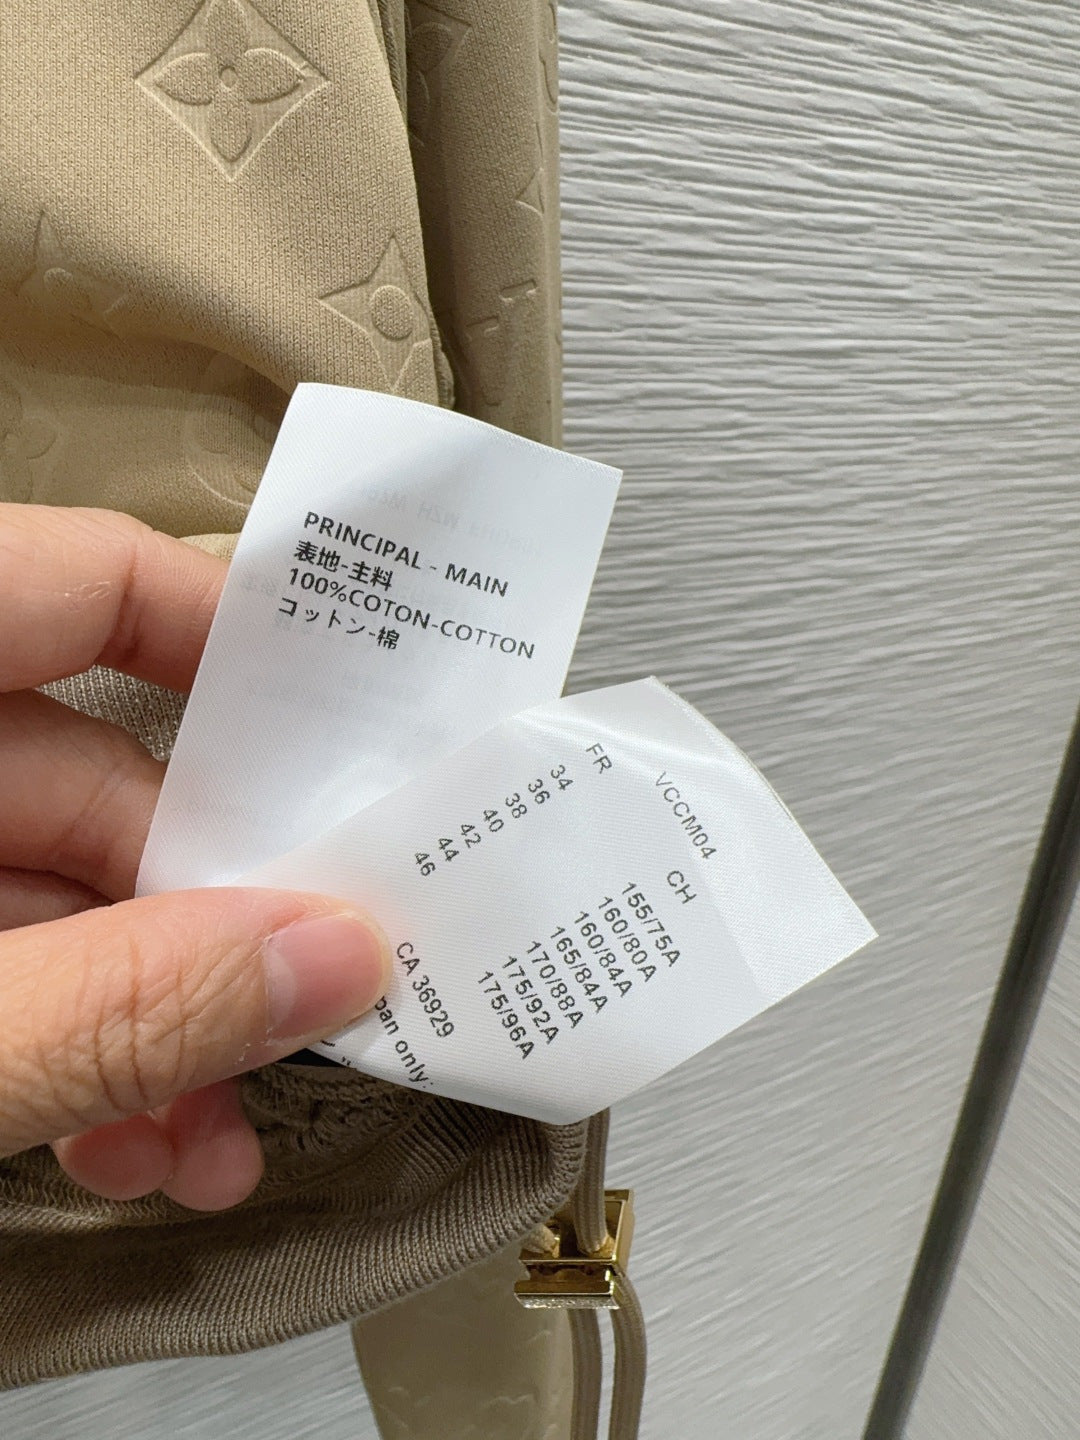 PRINCIPAL - MAIN
表地-主料
100%COTON-COTTON
コットン-棉
VCCM04
FR CH
34 155/75A
36 160/80A
38 160/84A
40 165/84A
42 170/88A
44 175/92A
46 175/96A
CA 36929
only: